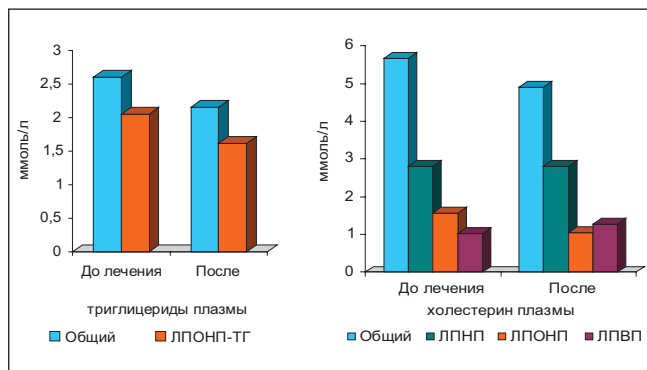 ммоль/л
3
2,5
2
1,5
1
0,5
0
До лечения После
триглицериды плазмы
Общий ЛПОНП-ТГ
ммоль/л
6
5
4
3
2
1
0
До лечения После
холестерин плазмы
Общий ЛПНП ЛПОНП ЛПВП